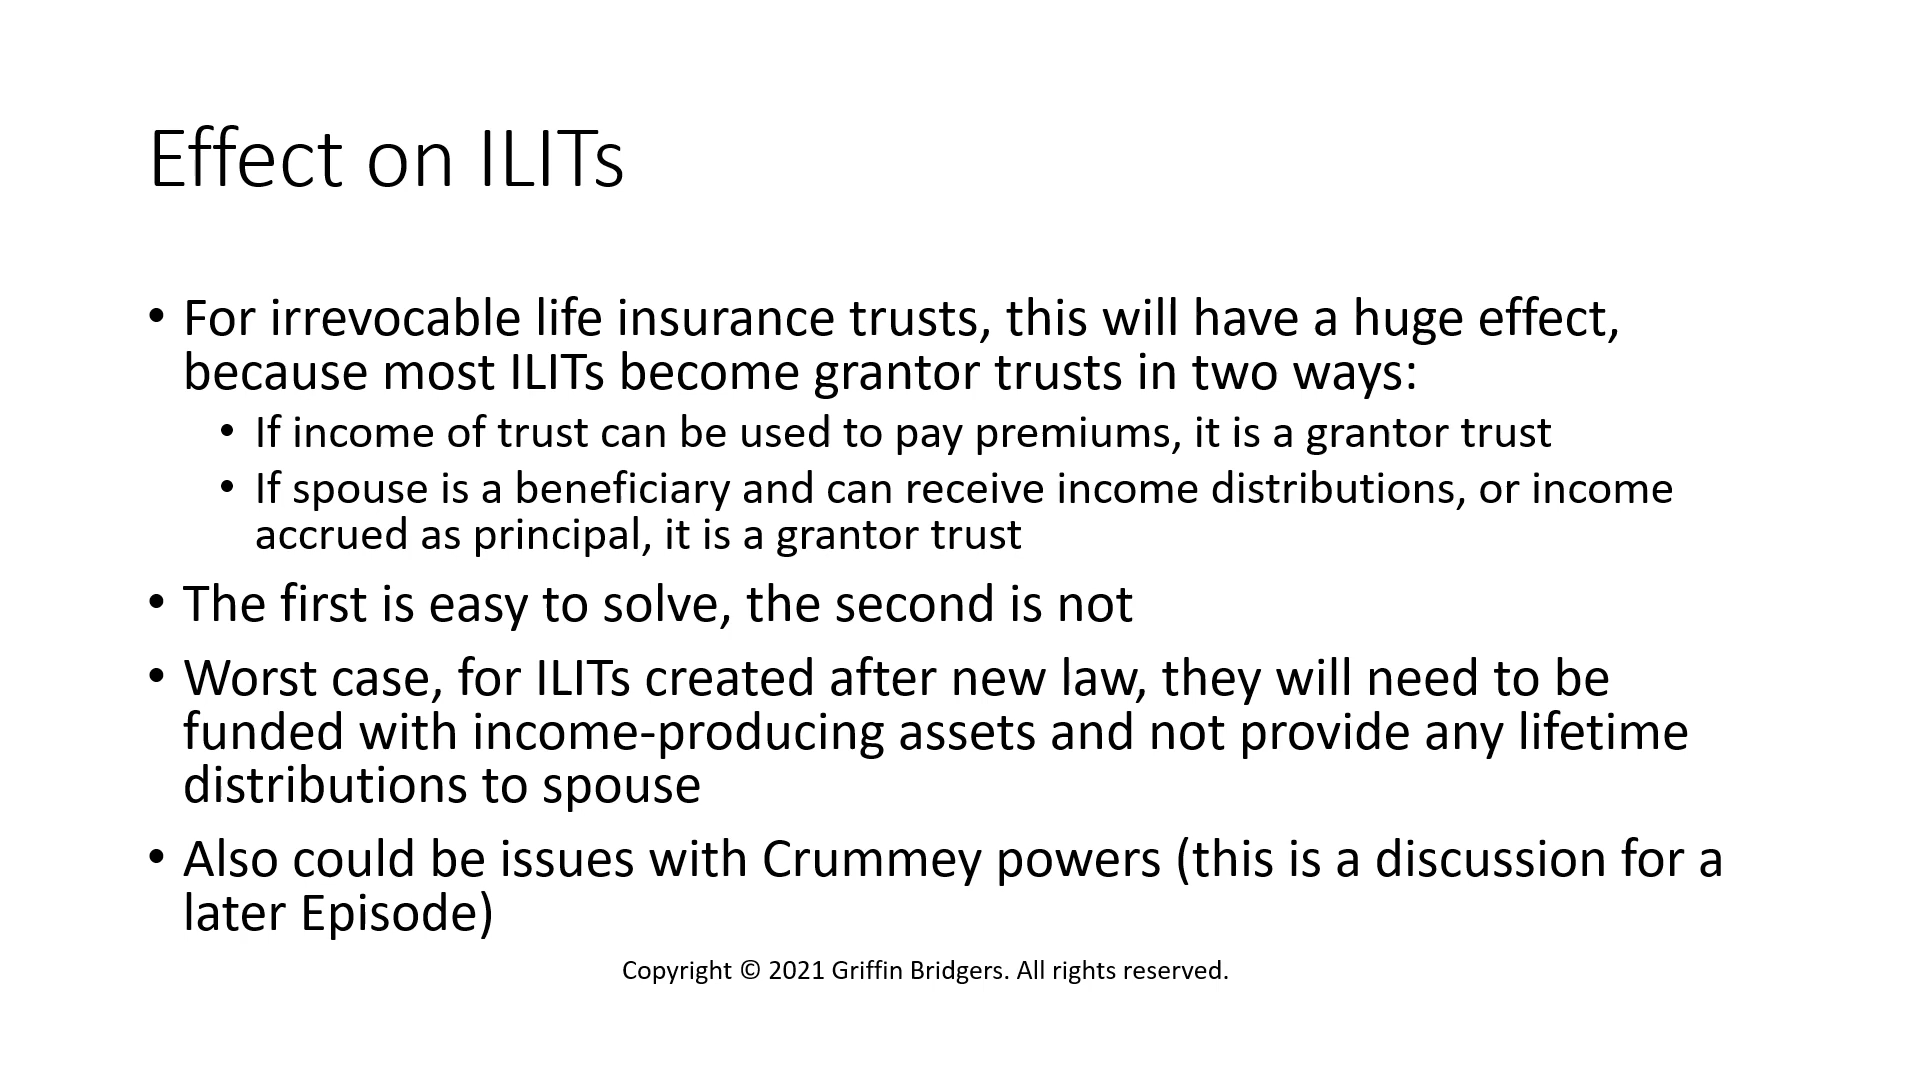 Effect on ILITs
• For irrevocable life insurance trusts, this will have a huge effect,
because most ILITs become grantor trusts in two ways:
• If income of trust can be used to pay premiums, it is a grantor trust
• If spouse is a beneficiary and can receive income distributions, or income
accrued as principal, it is a grantor trust
• The first is easy to solve, the second is not
• Worst case, for ILITs created after new law, they will need to be
funded with income-producing assets and not provide any lifetime
distributions to spouse
• Also could be issues with Crummey powers (this is a discussion for a
later Episode)
Copyright © 2021 Griffin Bridgers. All rights reserved.